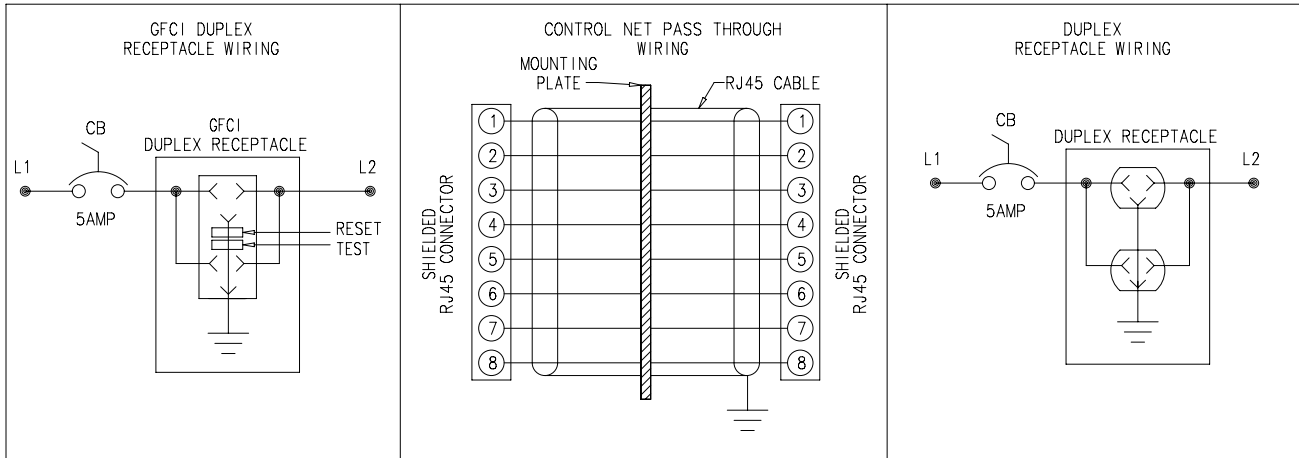 GFCI DUPLEX
RECEPTACLE WIRING
CB
GFCI
DUPLEX RECEPTACLE
L1
L2
5AMP
RESET
TEST
CONTROL NET PASS THROUGH
WIRING
MOUNTING
PLATE
RJ45 CABLE
SHIELDED
RJ45 CONNECTOR
1
2
3
4
5
6
7
8
1
2
3
4
5
6
7
8
SHIELDED
RJ45 CONNECTOR
DUPLEX
RECEPTACLE WIRING
CB
DUPLEX RECEPTACLE
L1
L2
5AMP